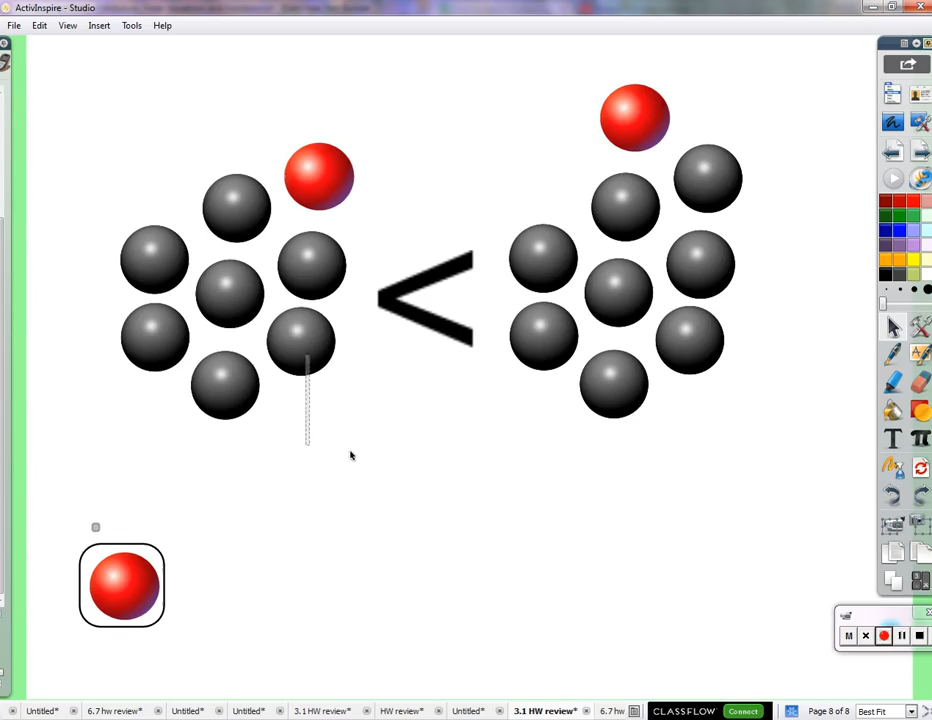 ActivInspire - Studio
File Edit View Insert Tools Help
<
T π
M
Untitled* 6.7 hw review* Untitled* Untitled* 3.1 HW review* HW review* Untitled* 3.1 HW review* 6.7 hw CLASSFLOW Connect Page 8 of 8 Best Fit